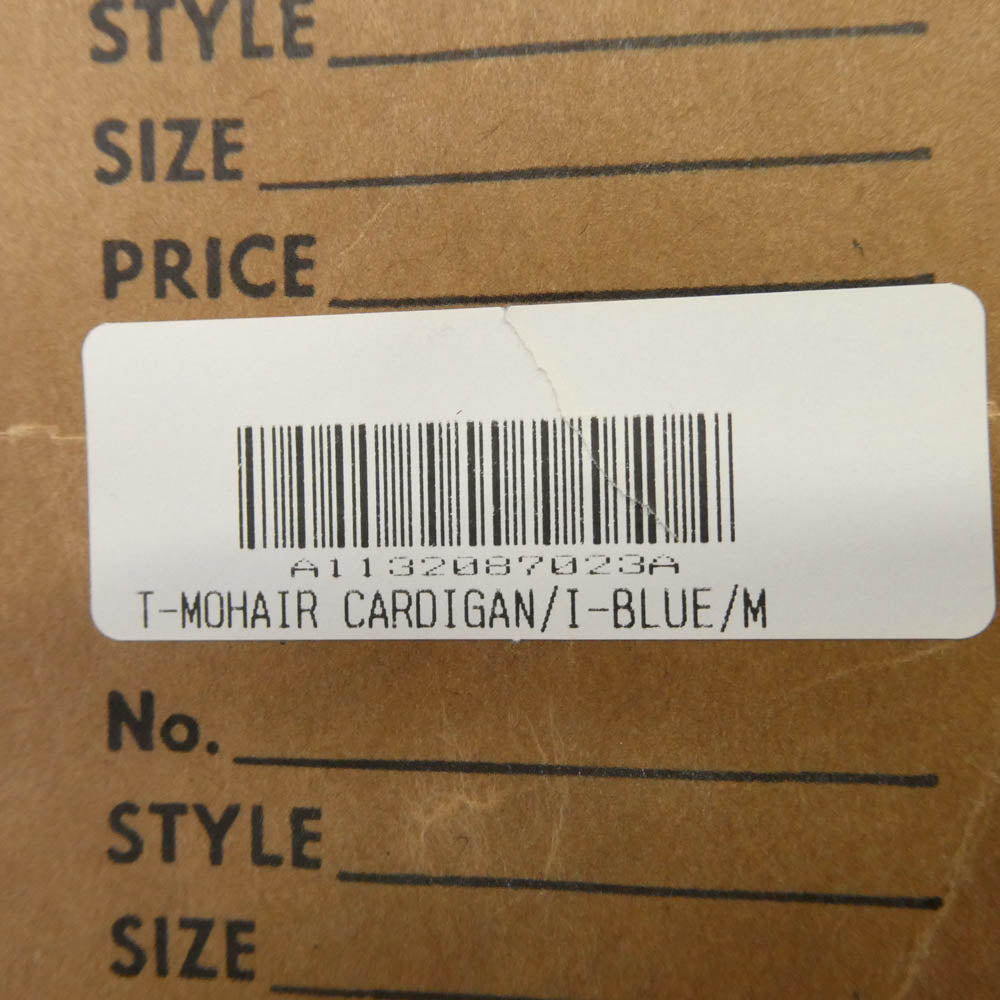 STYLE
SIZE
PRICE
A1132087023A
T-MOHAIR CARDIGAN/I-BLUE/M
No.
STYLE
SIZE